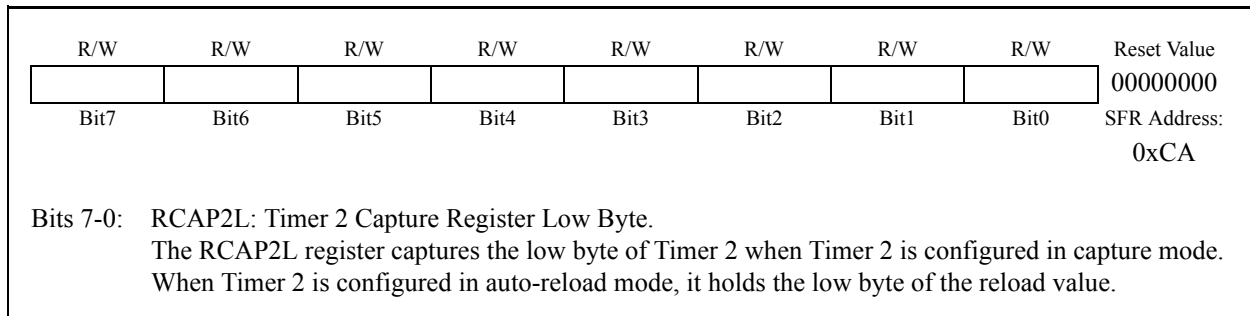 R/W R/W R/W R/W R/W R/W R/W R/W Reset Value
00000000
Bit7 Bit6 Bit5 Bit4 Bit3 Bit2 Bit1 Bit0 SFR Address:
0xCA
Bits 7-0: RCAP2L: Timer 2 Capture Register Low Byte.
The RCAP2L register captures the low byte of Timer 2 when Timer 2 is configured in capture mode.
When Timer 2 is configured in auto-reload mode, it holds the low byte of the reload value.